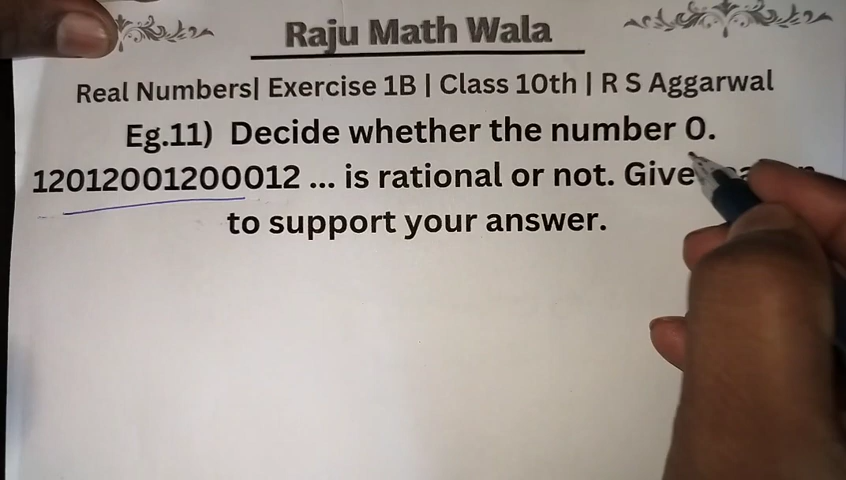 Raju Math Wala
Real Numbers| Exercise 1B | Class 10th | R S Aggarwal
Eg.11) Decide whether the number 0.
12012001200012 ... is rational or not. Give
to support your answer.